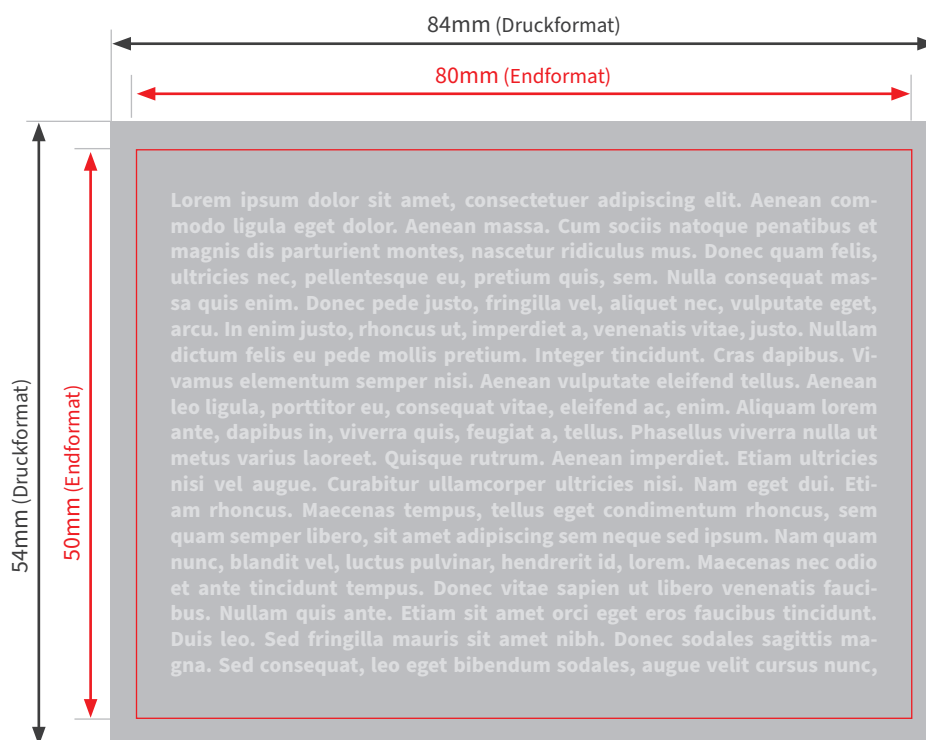 84mm (Druckformat)
80mm (Endformat)
54mm (Druckformat)
50mm (Endformat)
Lorem ipsum dolor sit amet, consectetuer adipiscing elit. Aenean com-
modo ligula eget dolor. Aenean massa. Cum sociis natoque penatibus et
magnis dis parturient montes, nascetur ridiculus mus. Donec quam felis,
ultricies nec, pellentesque eu, pretium quis, sem. Nulla consequat mas-
sa quis enim. Donec pede justo, fringilla vel, aliquet nec, vulputate eget,
arcu. In enim justo, rhoncus ut, imperdiet a, venenatis vitae, justo. Nullam
dictum felis eu pede mollis pretium. Integer tincidunt. Cras dapibus. Vi-
vamus elementum semper nisi. Aenean vulputate eleifend tellus. Aenean
leo ligula, porttitor eu, consequat vitae, eleifend ac, enim. Aliquam lorem
ante, dapibus in, viverra quis, feugiat a, tellus. Phasellus viverra nulla ut
metus varius laoreet. Quisque rutrum. Aenean imperdiet. Etiam ultricies
nisi vel augue. Curabitur ullamcorper ultricies nisi. Nam eget dui. Eti-
am rhoncus. Maecenas tempus, tellus eget condimentum rhoncus, sem
quam semper libero, sit amet adipiscing sem neque sed ipsum. Nam quam
nunc, blandit vel, luctus pulvinar, hendrerit id, lorem. Maecenas nec odio
et ante tincidunt tempus. Donec vitae sapien ut libero venenatis fauci-
bus. Nullam quis ante. Etiam sit amet orci eget eros faucibus tincidunt.
Duis leo. Sed fringilla mauris sit amet nibh. Donec sodales sagittis ma-
gna. Sed consequat, leo eget bibendum sodales, augue velit cursus nunc,